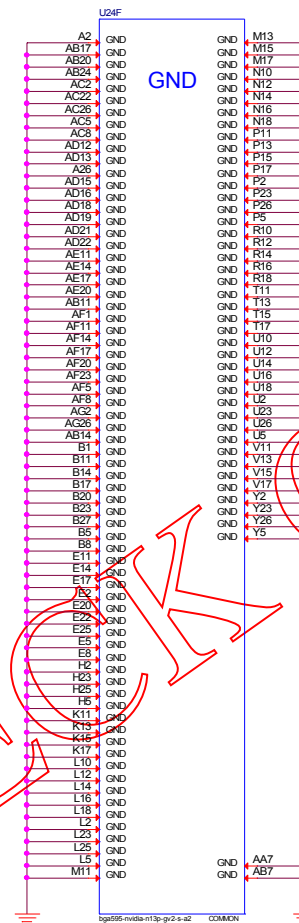 U24F
GND
A2 GND GND M13
AB17 GND GND M15
AB20 GND GND M17
AB24 GND GND N10
AC2 GND GND N12
AC22 GND GND N14
AC26 GND GND N16
AC5 GND GND N18
AC8 GND GND P11
AD12 GND GND P13
AD13 GND GND P15
A26 GND GND P17
AD15 GND GND P2
AD16 GND GND P23
AD18 GND GND P26
AD19 GND GND P5
AD21 GND GND R10
AD22 GND GND R12
AE11 GND GND R14
AE14 GND GND R16
AE17 GND GND R18
AE20 GND GND T11
AB11 GND GND T13
AF1 GND GND T15
AF11 GND GND T17
AF14 GND GND U10
AF17 GND GND U12
AF20 GND GND U14
AF23 GND GND U16
AF5 GND GND U18
AF8 GND GND U2
AG2 GND GND U23
AG26 GND GND U26
AB14 GND GND U5
B1 GND GND V11
B11 GND GND V13
B14 GND GND V15
B17 GND GND V17
B20 GND GND Y2
B23 GND GND Y23
B27 GND GND Y26
B5 GND GND Y5
B8 GND
E11 GND
E14 GND
E17 GND
E2 GND
E20 GND
E22 GND
E25 GND
E5 GND
E8 GND
H2 GND
H23 GND
H25 GND
H5 GND
K11 GND
K13 GND
K15 GND
K17 GND
L10 GND
L12 GND
L14 GND
L16 GND
L18 GND
L2 GND
L23 GND
L25 GND
L5 GND GND AA7
M11 GND GND AB7
bga595-nvidia-n13p-gv2-s-a2 COMMON
CK